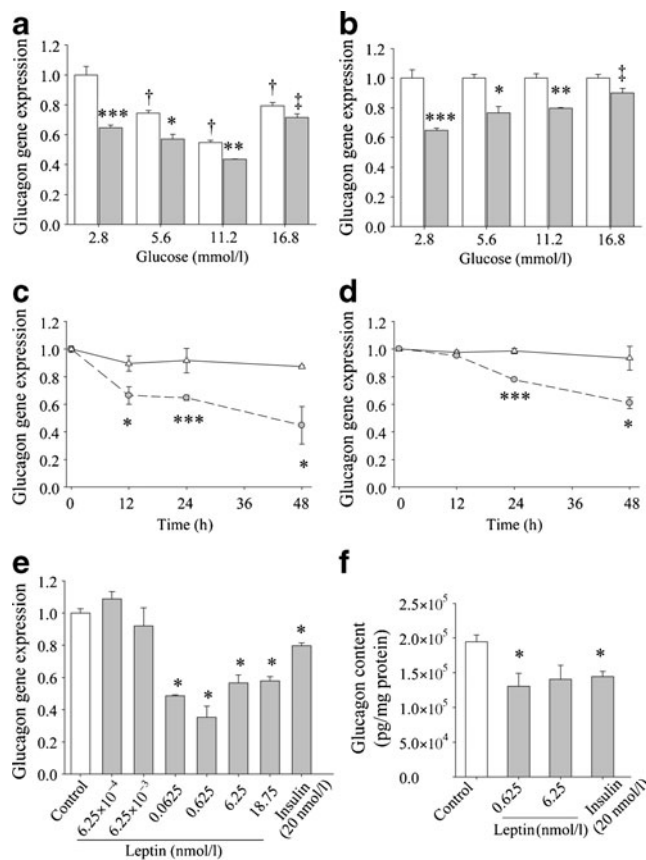 a
Glucagon gene expression
1.2
1.0
0.8
0.6
0.4
0.2
0.0
***
†
*
†
**
†
‡
2.8 5.6 11.2 16.8
Glucose (mmol/l)
b
Glucagon gene expression
1.2
1.0
0.8
0.6
0.4
0.2
0.0
***
*
**
‡
2.8 5.6 11.2 16.8
Glucose (mmol/l)
c
Glucagon gene expression
1.2
1.0
0.8
0.6
0.4
0.2
0.0
*
***
*
0 12 24 36 48
Time (h)
d
Glucagon gene expression
1.2
1.0
0.8
0.6
0.4
0.2
0.0
***
*
0 12 24 36 48
Time (h)
e
Glucagon gene expression
1.2
1.0
0.8
0.6
0.4
0.2
0.0
*
*
*
*
*
Control
6.25×10⁻⁴
6.25×10⁻³
0.0625
0.625
6.25
18.75
Insulin
(20 nmol/l)
Leptin (nmol/l)
f
Glucagon content
(pg/mg protein)
2.5×10⁵
2.0×10⁵
1.5×10⁵
1.0×10⁵
5.0×10⁴
0.0
*
*
Control
0.625
6.25
Insulin
(20 nmol/l)
Leptin(nmol/l)